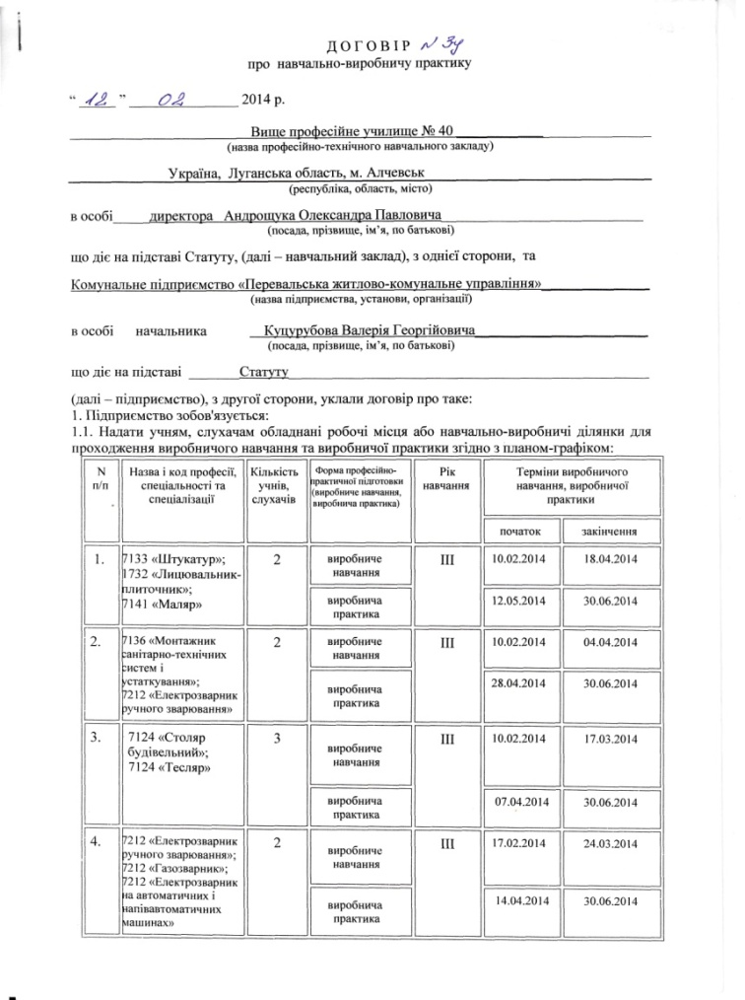 ДОГОВІР № 34
про навчально-виробничу практику
“ 12 ” 02 2014 р.
Вище професійне училище № 40
(назва професійно-технічного навчального закладу)
Україна, Луганська область, м. Алчевськ
(республіка, область, місто)
в особі директора Андрощука Олександра Павловича
(посада, прізвище, ім’я, по батькові)
що діє на підставі Статуту, (далі – навчальний заклад), з однієї сторони, та
Комунальне підприємство «Перевальська житлово-комунальне управління»
(назва підприємства, установи, організації)
в особі начальника Куцурубова Валерія Георгійовича
(посада, прізвище, ім’я, по батькові)
що діє на підставі Статуту
(далі – підприємство), з другої сторони, уклали договір про таке:
1. Підприємство зобов'язується:
1.1. Надати учням, слухачам обладнані робочі місця або навчально-виробничі ділянки для
проходження виробничого навчання та виробничої практики згідно з планом-графіком:
N
п/п
Назва і код професії,
спеціальності та
спеціалізації
Кількість
учнів,
слухачів
Форма професійно-
практичної підготовки
(виробниче навчання,
виробнича практика)
Рік
навчання
Терміни виробничого
навчання, виробничої
практики
початок
закінчення
1.
7133 «Штукатур»;
1732 «Лицювальник-
плиточник»;
7141 «Маляр»
2
виробниче
навчання
III
10.02.2014
18.04.2014
виробнича
практика
12.05.2014
30.06.2014
2.
7136 «Монтажник
санітарно-технічних
систем і
устаткування»;
7212 «Електрозварник
ручного зварювання»
2
виробниче
навчання
III
10.02.2014
04.04.2014
виробнича
практика
28.04.2014
30.06.2014
3.
7124 «Столяр
будівельний»;
7124 «Тесляр»
3
виробниче
навчання
III
10.02.2014
17.03.2014
виробнича
практика
07.04.2014
30.06.2014
4.
7212 «Електрозварник
ручного зварювання»;
7212 «Газозварник»;
7212 «Електрозварник
на автоматичних і
напівавтоматичних
машинах»
2
виробниче
навчання
III
17.02.2014
24.03.2014
виробнича
практика
14.04.2014
30.06.2014